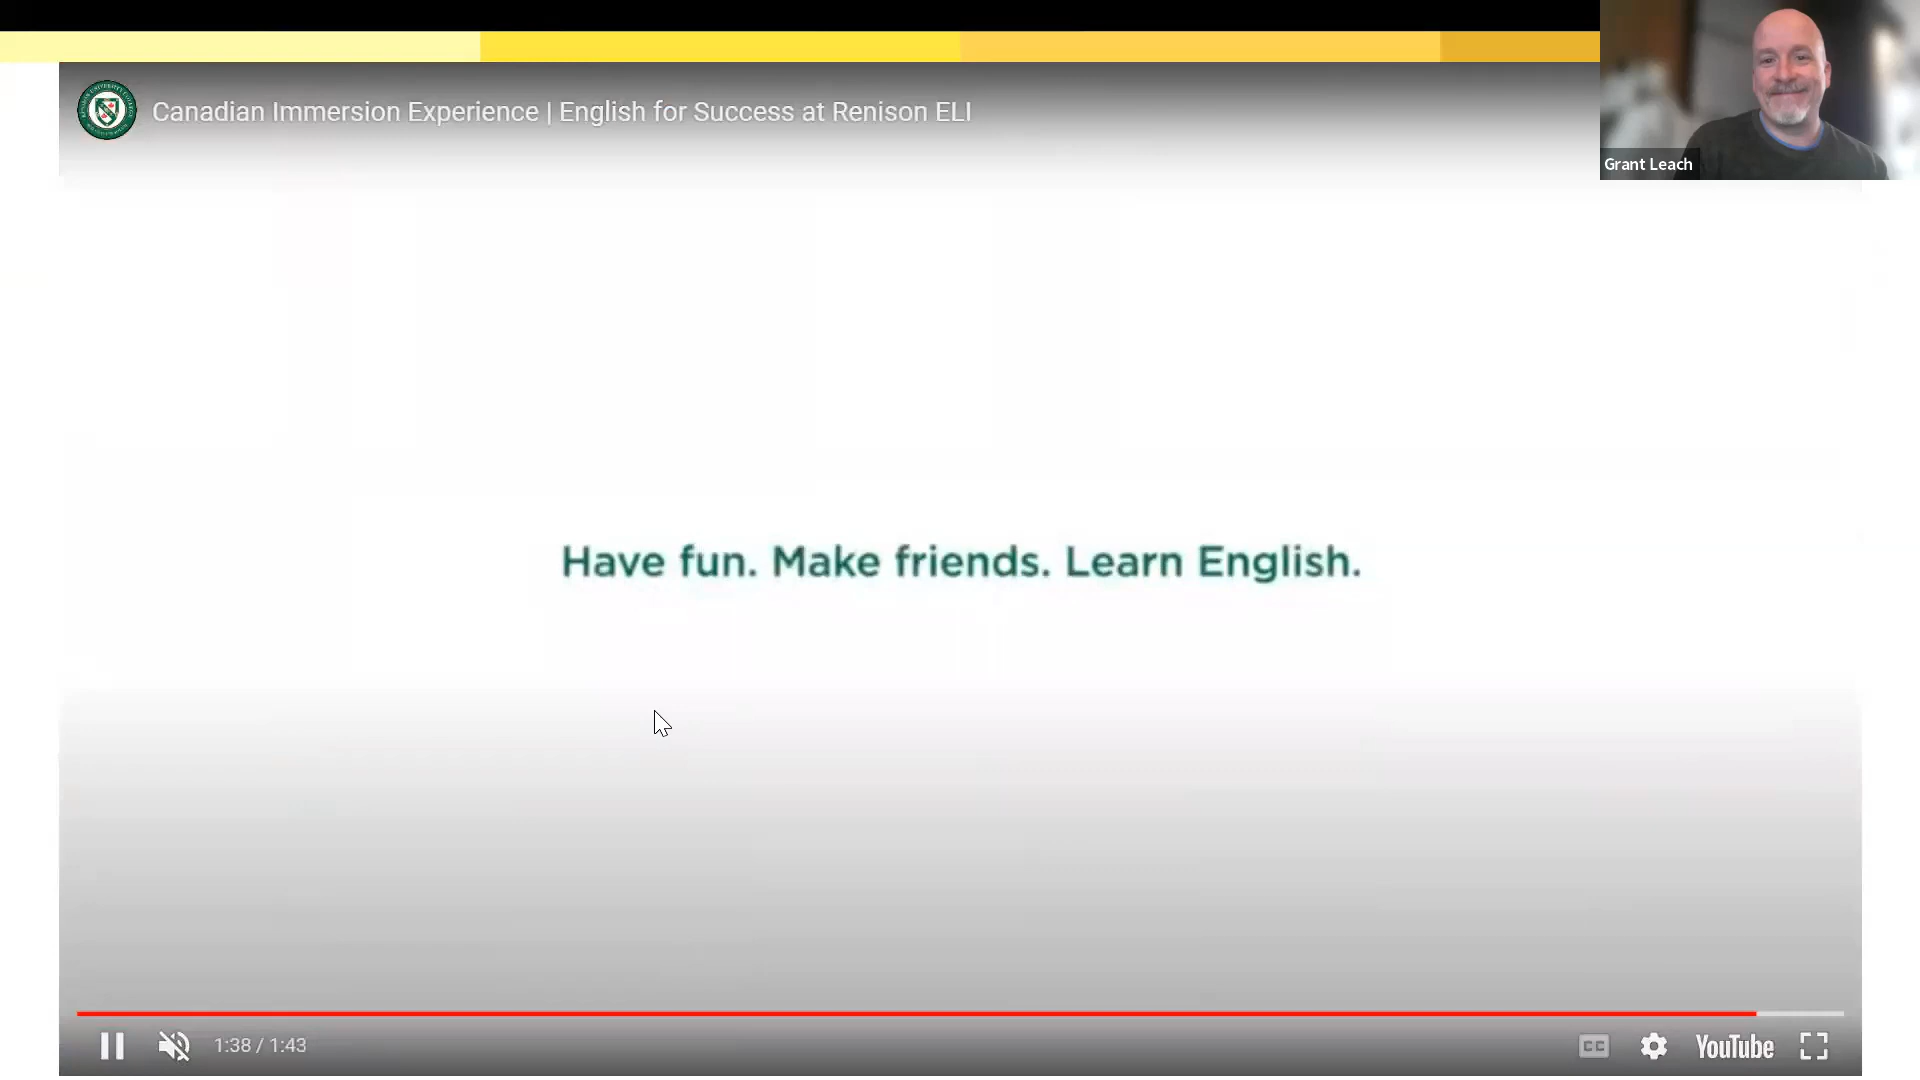 Canadian Immersion Experience | English for Success at Renison ELI
Grant Leach
Have fun. Make friends. Learn English.
1:38 / 1:43
CC
YouTube